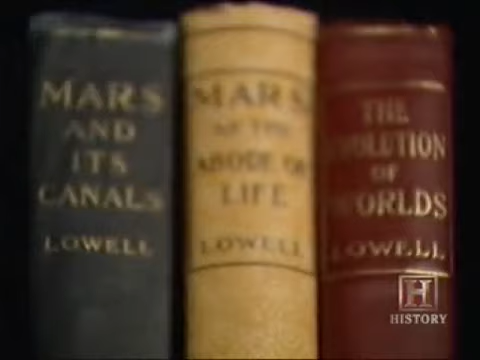 MARS
AND
ITS
CANALS
LOWELL
MARS
AS THE
ABODE OF
LIFE
LOWELL
THE
EVOLUTION
OF
WORLDS
LOWELL
H
HISTORY